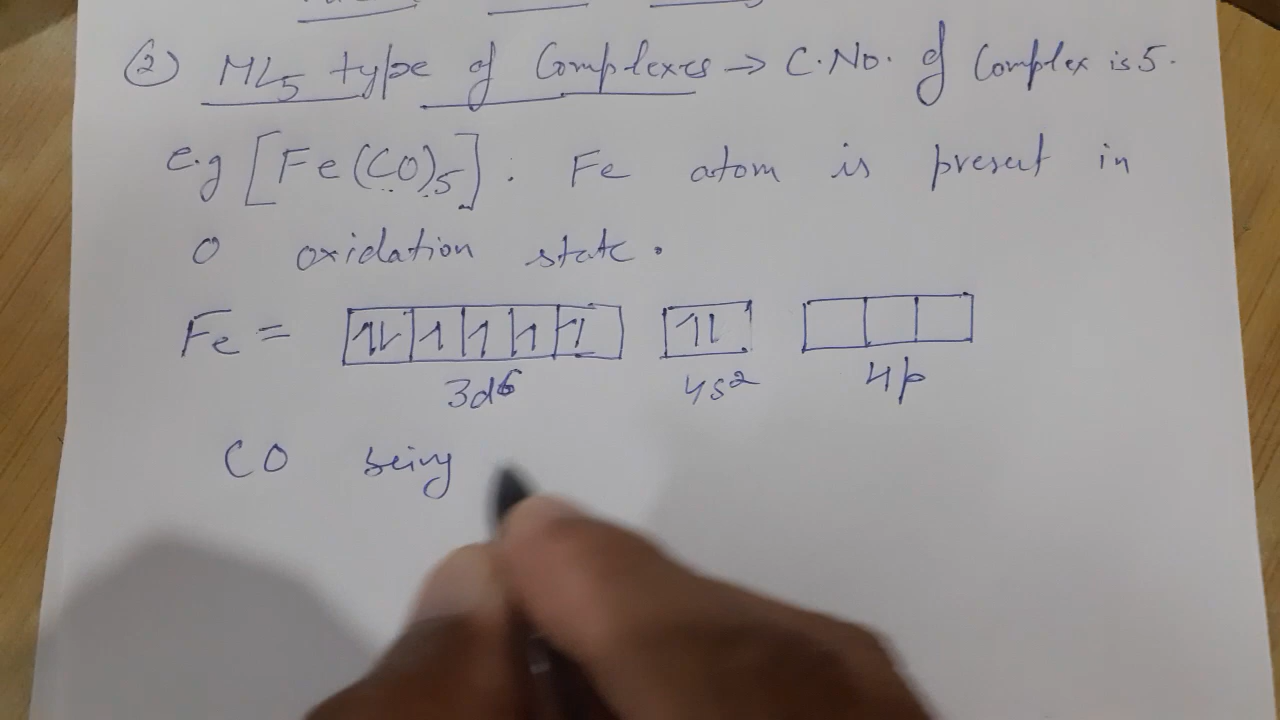 ② ML5 type of Complexes → C.No. of Complex is 5.
e.g [Fe(CO)5] : Fe atom is present in
0 oxidation state.
Fe = 1L 1 1 1 1 1L
3d6 4s2 4p
CO being